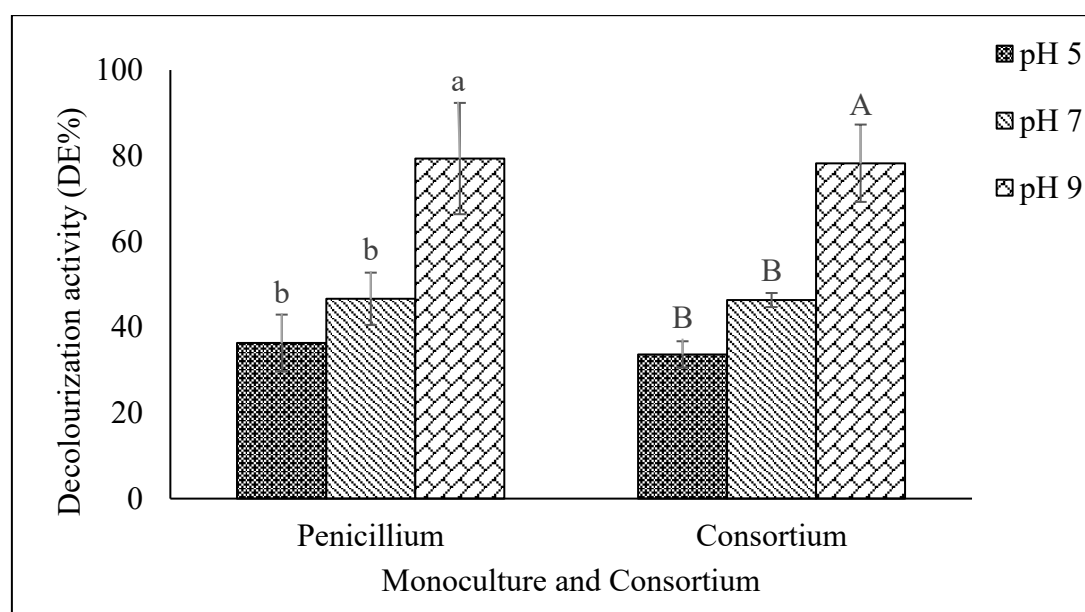 Decolourization activity (DE%)
100
80
60
40
20
0
b
b
a
B
B
A
Penicillium
Consortium
Monoculture and Consortium
pH 5
pH 7
pH 9